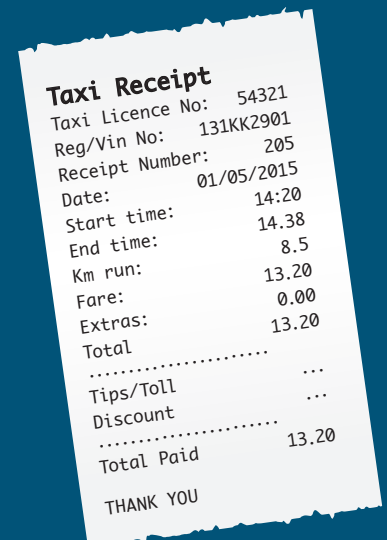 Taxi Receipt
Taxi Licence No: 54321
Reg/Vin No: 131KK2901
Receipt Number: 205
Date: 01/05/2015
Start time: 14:20
End time: 14.38
Km run: 8.5
Fare: 13.20
Extras: 0.00
Total 13.20
.......................
Tips/Toll ...
Discount ...
.......................
Total Paid 13.20
THANK YOU